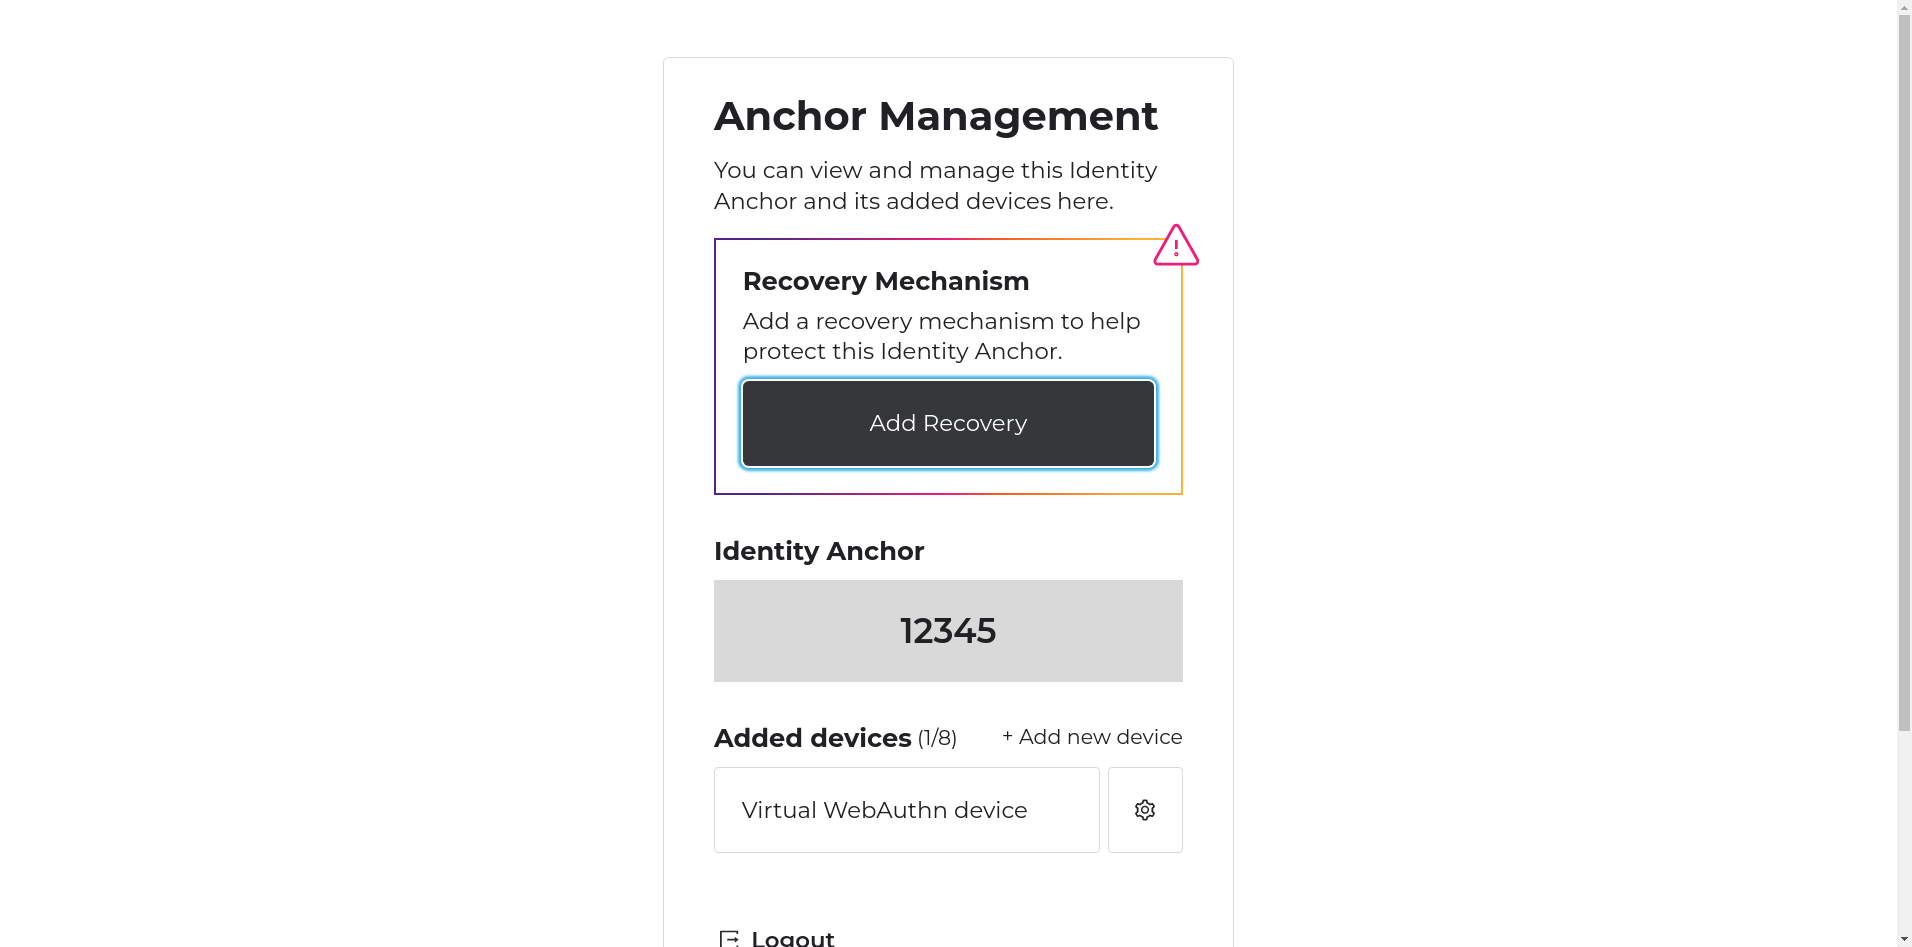 Anchor Management
You can view and manage this Identity
Anchor and its added devices here.
Recovery Mechanism
Add a recovery mechanism to help
protect this Identity Anchor.
Add Recovery
Identity Anchor
12345
Added devices (1/8) + Add new device
Virtual WebAuthn device
Logout